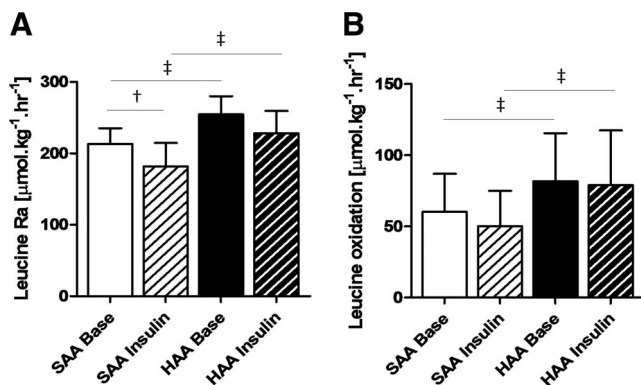 A
Leucine Ra [μmol.kg⁻¹.hr⁻¹]
300
200
100
0
‡
‡
†
SAA Base
SAA Insulin
HAA Base
HAA Insulin
B
Leucine oxidation [μmol.kg⁻¹.hr⁻¹]
150
100
50
0
‡
‡
SAA Base
SAA Insulin
HAA Base
HAA Insulin